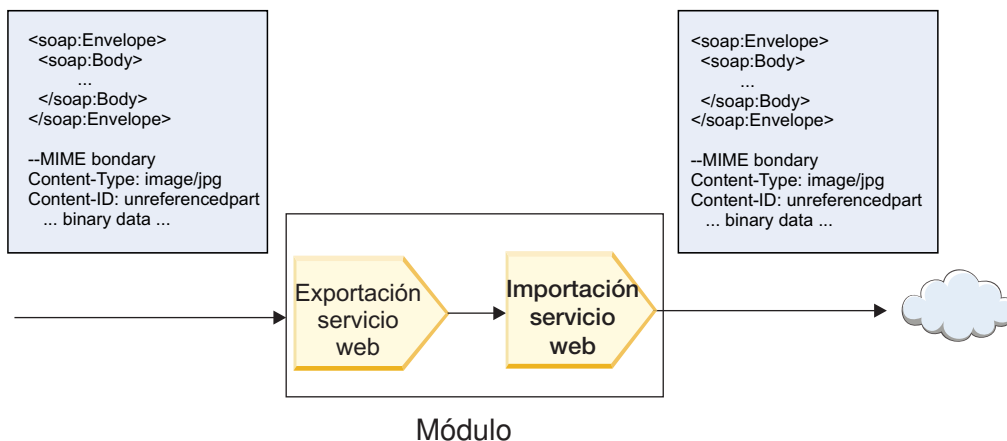 <soap:Envelope>
<soap:Body>
...
</soap:Body>
</soap:Envelope>
--MIME bondary
Content-Type: image/jpg
Content-ID: unreferencedpart
... binary data ...
<soap:Envelope>
<soap:Body>
...
</soap:Body>
</soap:Envelope>
--MIME bondary
Content-Type: image/jpg
Content-ID: unreferencedpart
... binary data ...
Exportación
servicio
web
Importación
servicio
web
Módulo